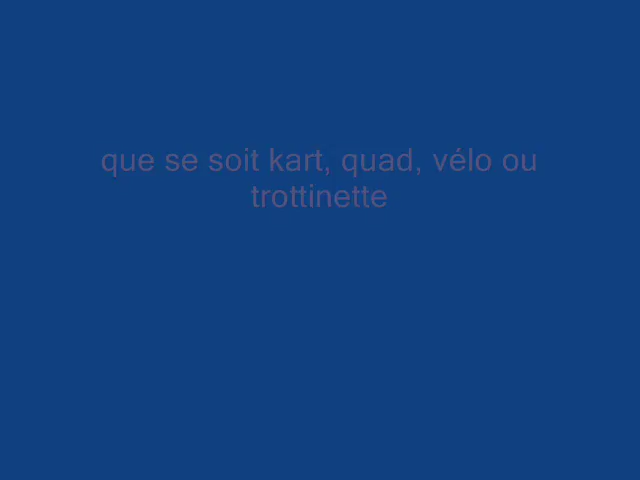 que se soit kart, quad, vélo ou
trottinette